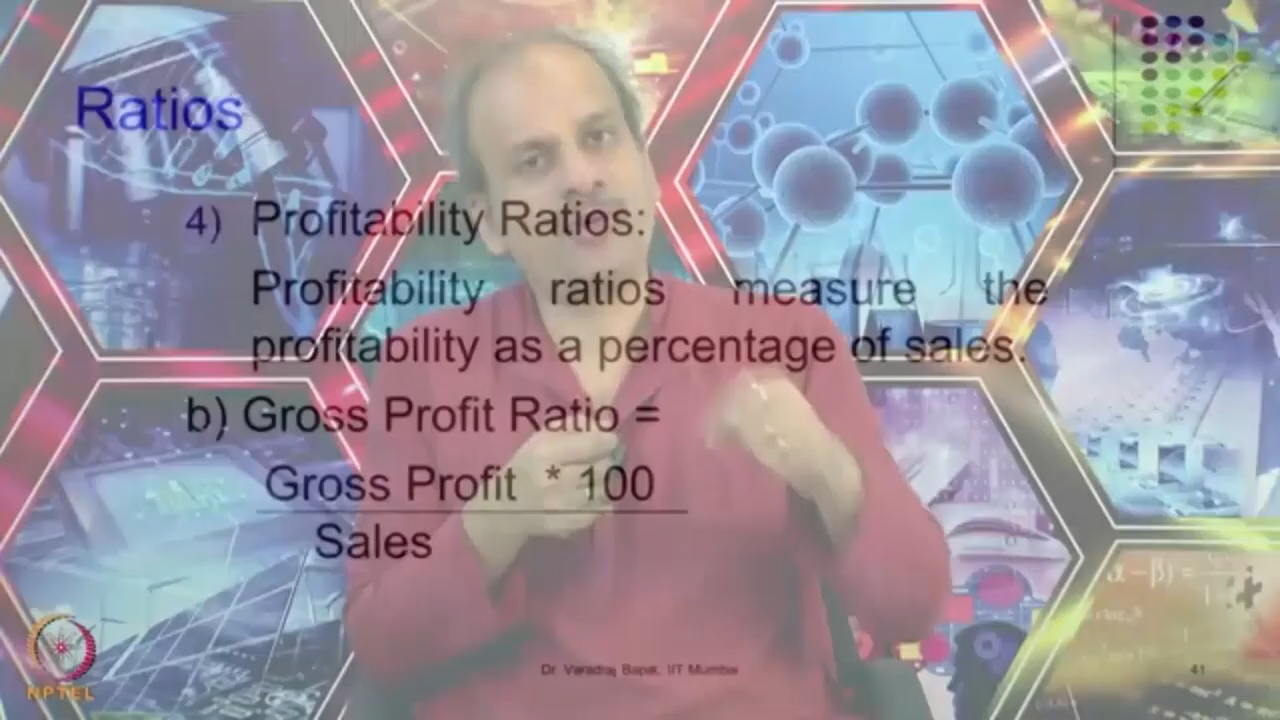 Ratios
4) Profitability Ratios:
Profitability ratios measure the
profitability as a percentage of sales.
b) Gross Profit Ratio =
Gross Profit * 100
Sales
Dr. Varadraj Bapat, IIT Mumbai
41
NPTEL